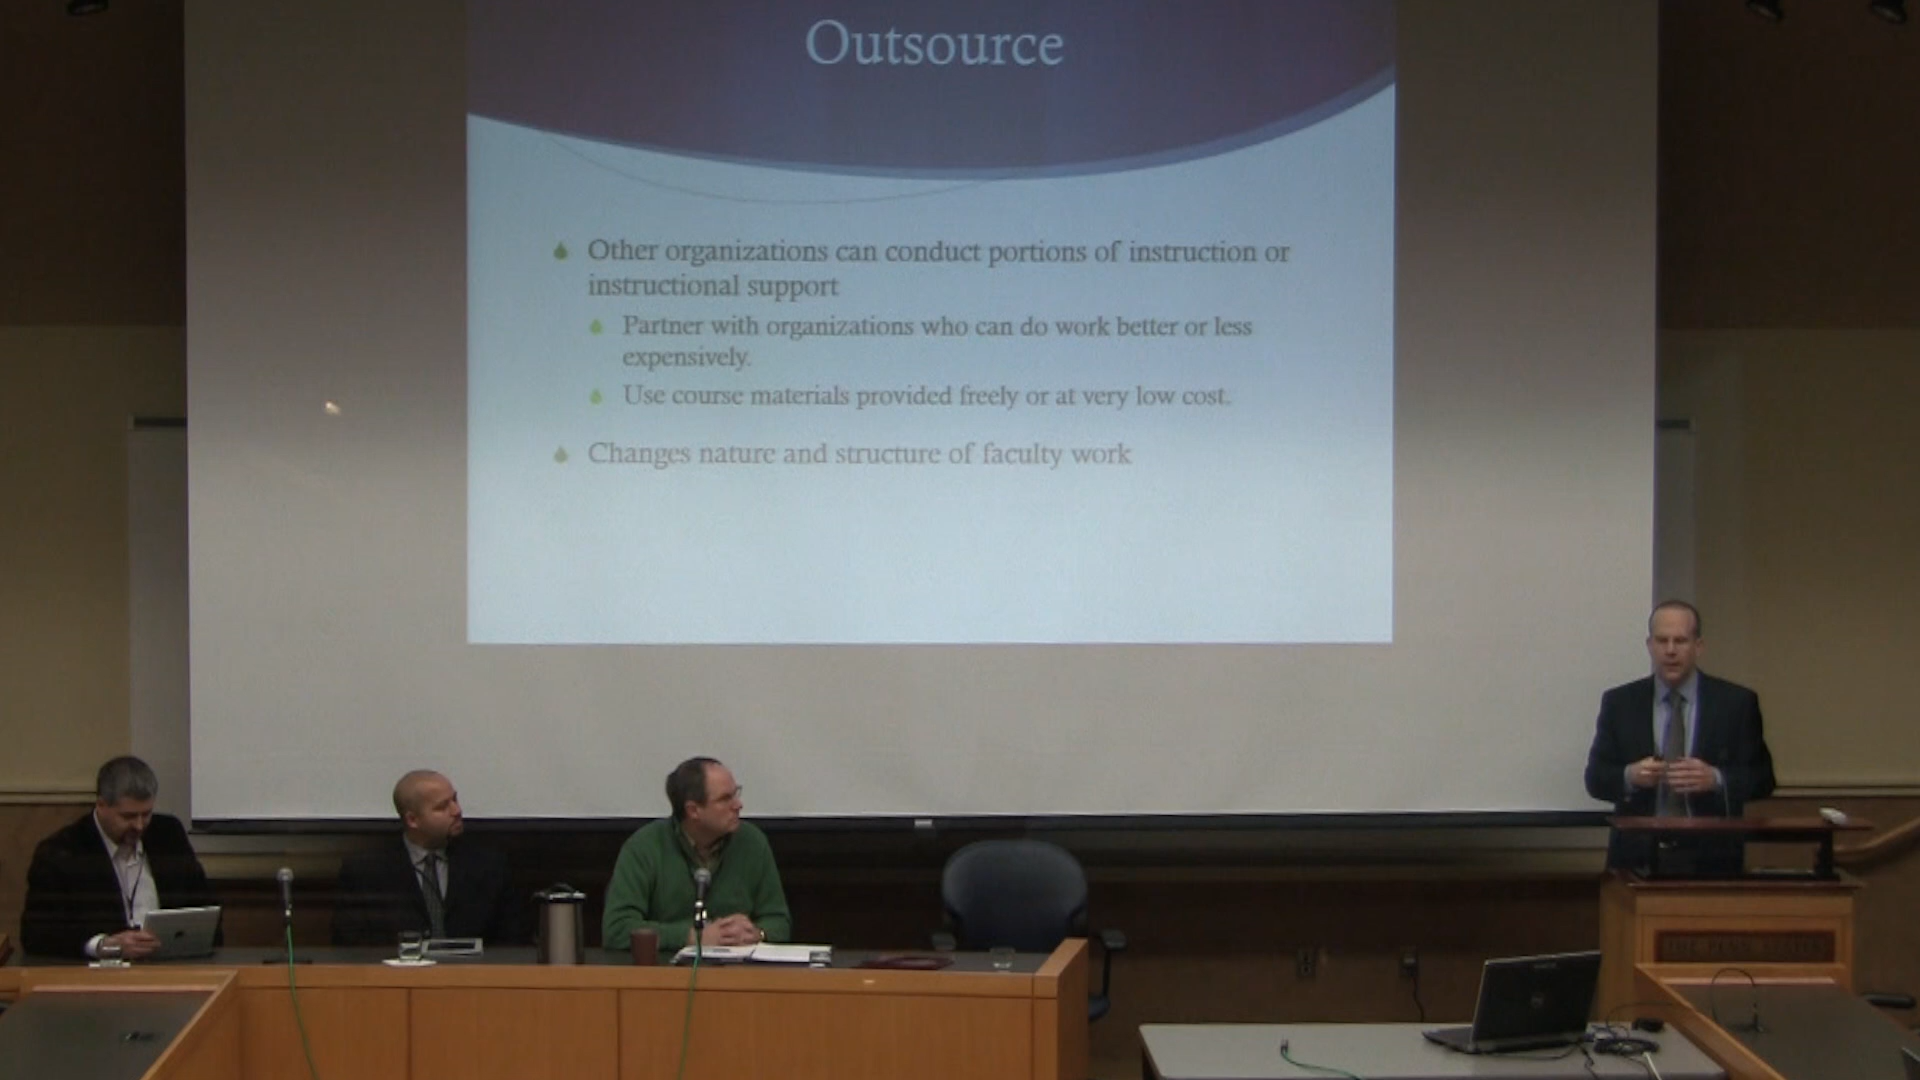 Outsource
Other organizations can conduct portions of instruction or
instructional support
Partner with organizations who can do work better or less
expensively.
Use course materials provided freely or at very low cost.
Changes nature and structure of faculty work